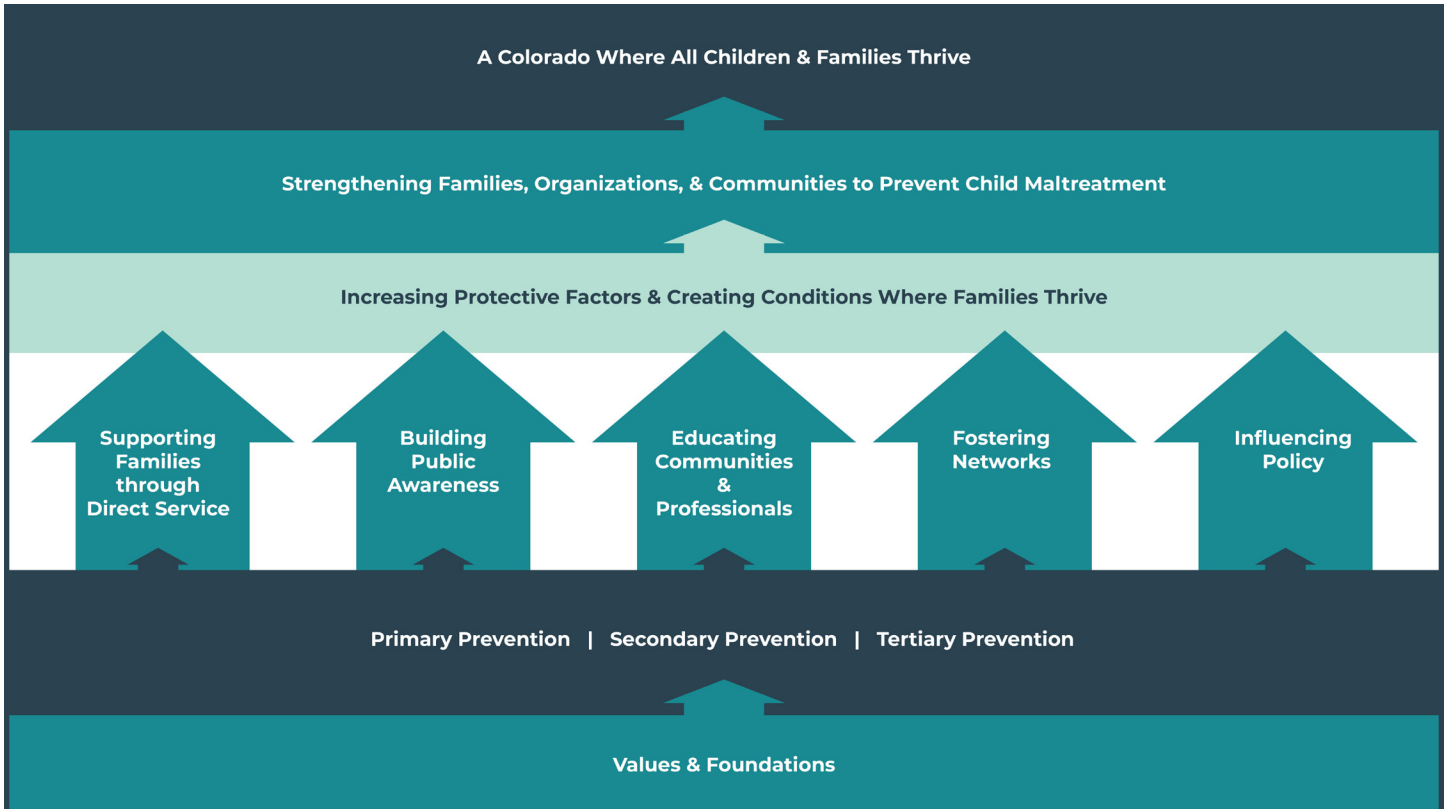 A Colorado Where All Children & Families Thrive
Strengthening Families, Organizations, & Communities to Prevent Child Maltreatment
Increasing Protective Factors & Creating Conditions Where Families Thrive
Supporting
Families
through
Direct Service
Building
Public
Awareness
Educating
Communities
&
Professionals
Fostering
Networks
Influencing
Policy
Primary Prevention | Secondary Prevention | Tertiary Prevention
Values & Foundations